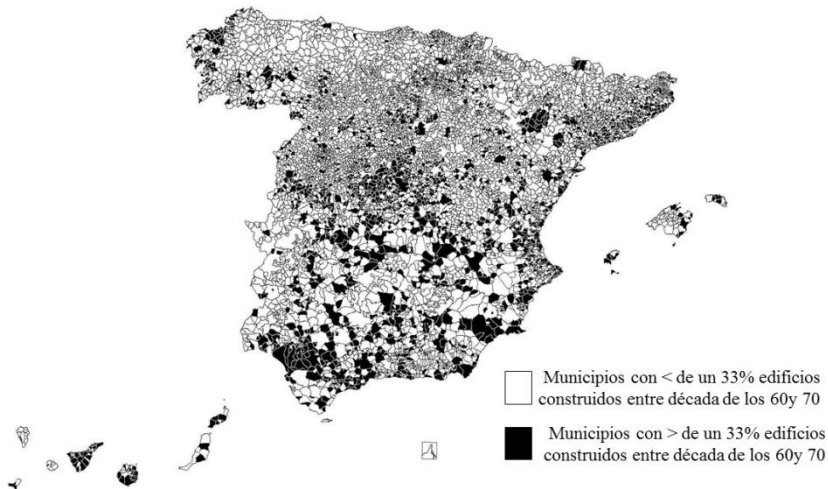 Municipios con < de un 33% edificios
construidos entre década de los 60y 70
Municipios con > de un 33% edificios
construidos entre década de los 60y 70